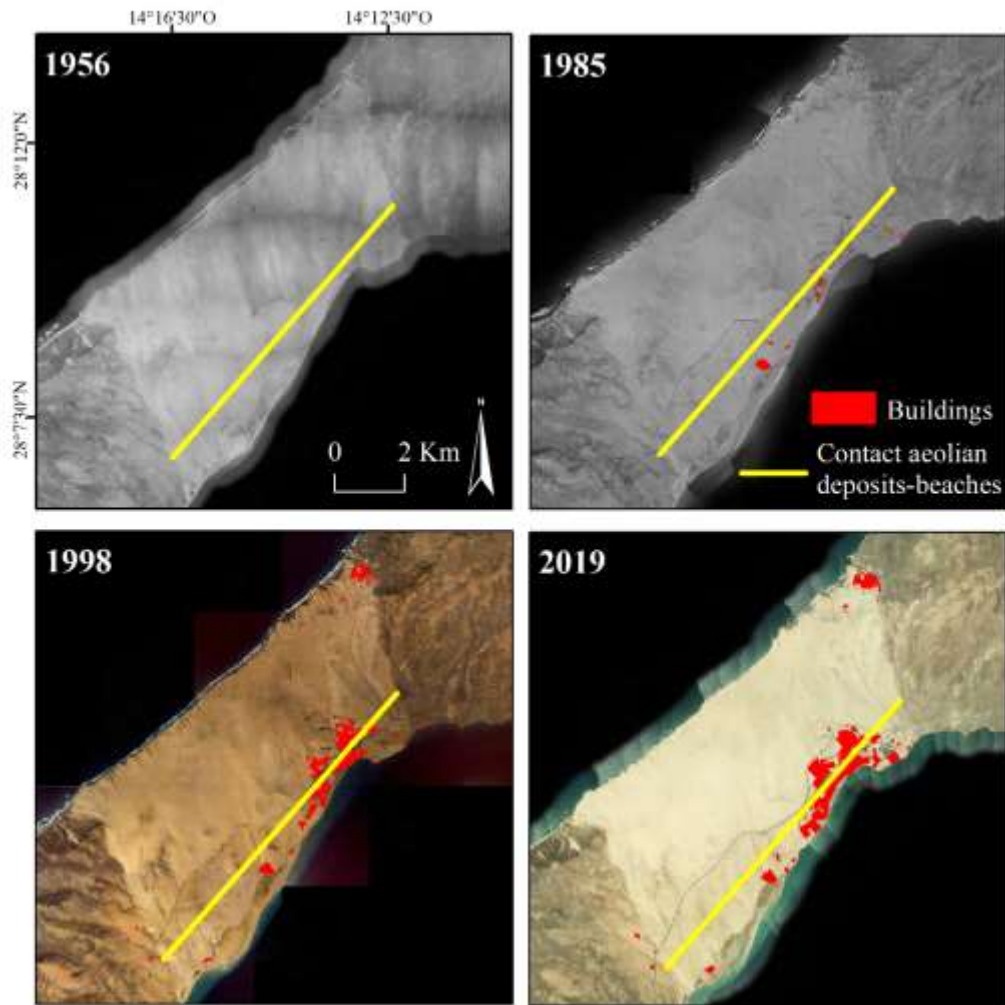 14°16'30"O
14°12'30"O
28°12'0"N
28°7'30"N
1956
N
0 2 Km
1985
Buildings
Contact aeolian
deposits-beaches
1998
2019